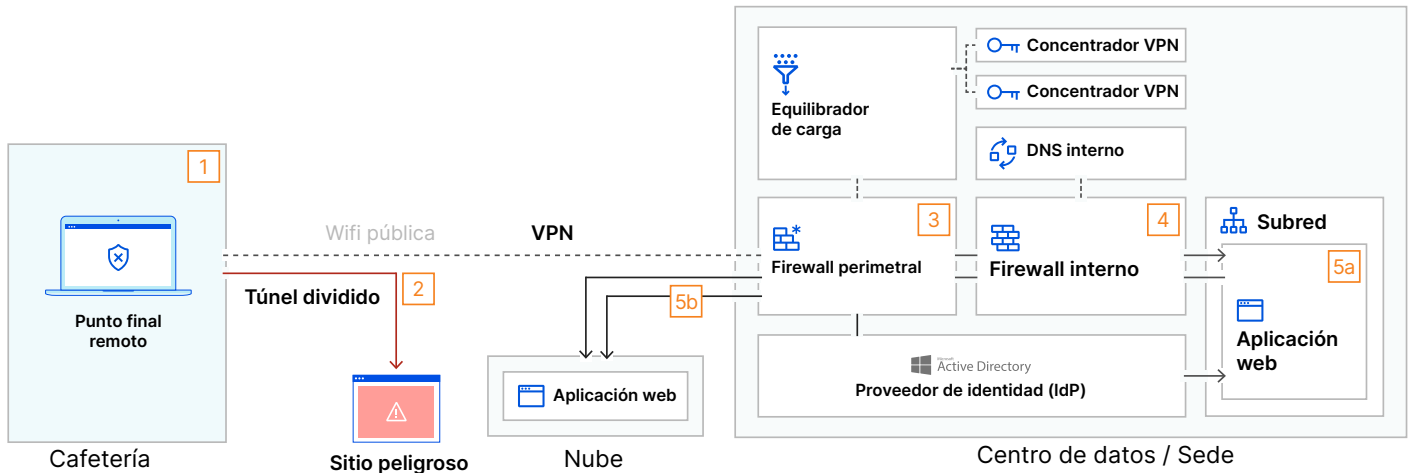 1
Punto final
remoto
Cafetería
Wifi pública
VPN
Túnel dividido
2
Sitio peligroso
5b
Aplicación web
Nube
Equilibrador
de carga
Concentrador VPN
Concentrador VPN
DNS interno
3
Firewall perimetral
4
Firewall interno
Subred
5a
Aplicación
web
Microsoft
Active Directory
Proveedor de identidad (IdP)
Centro de datos / Sede